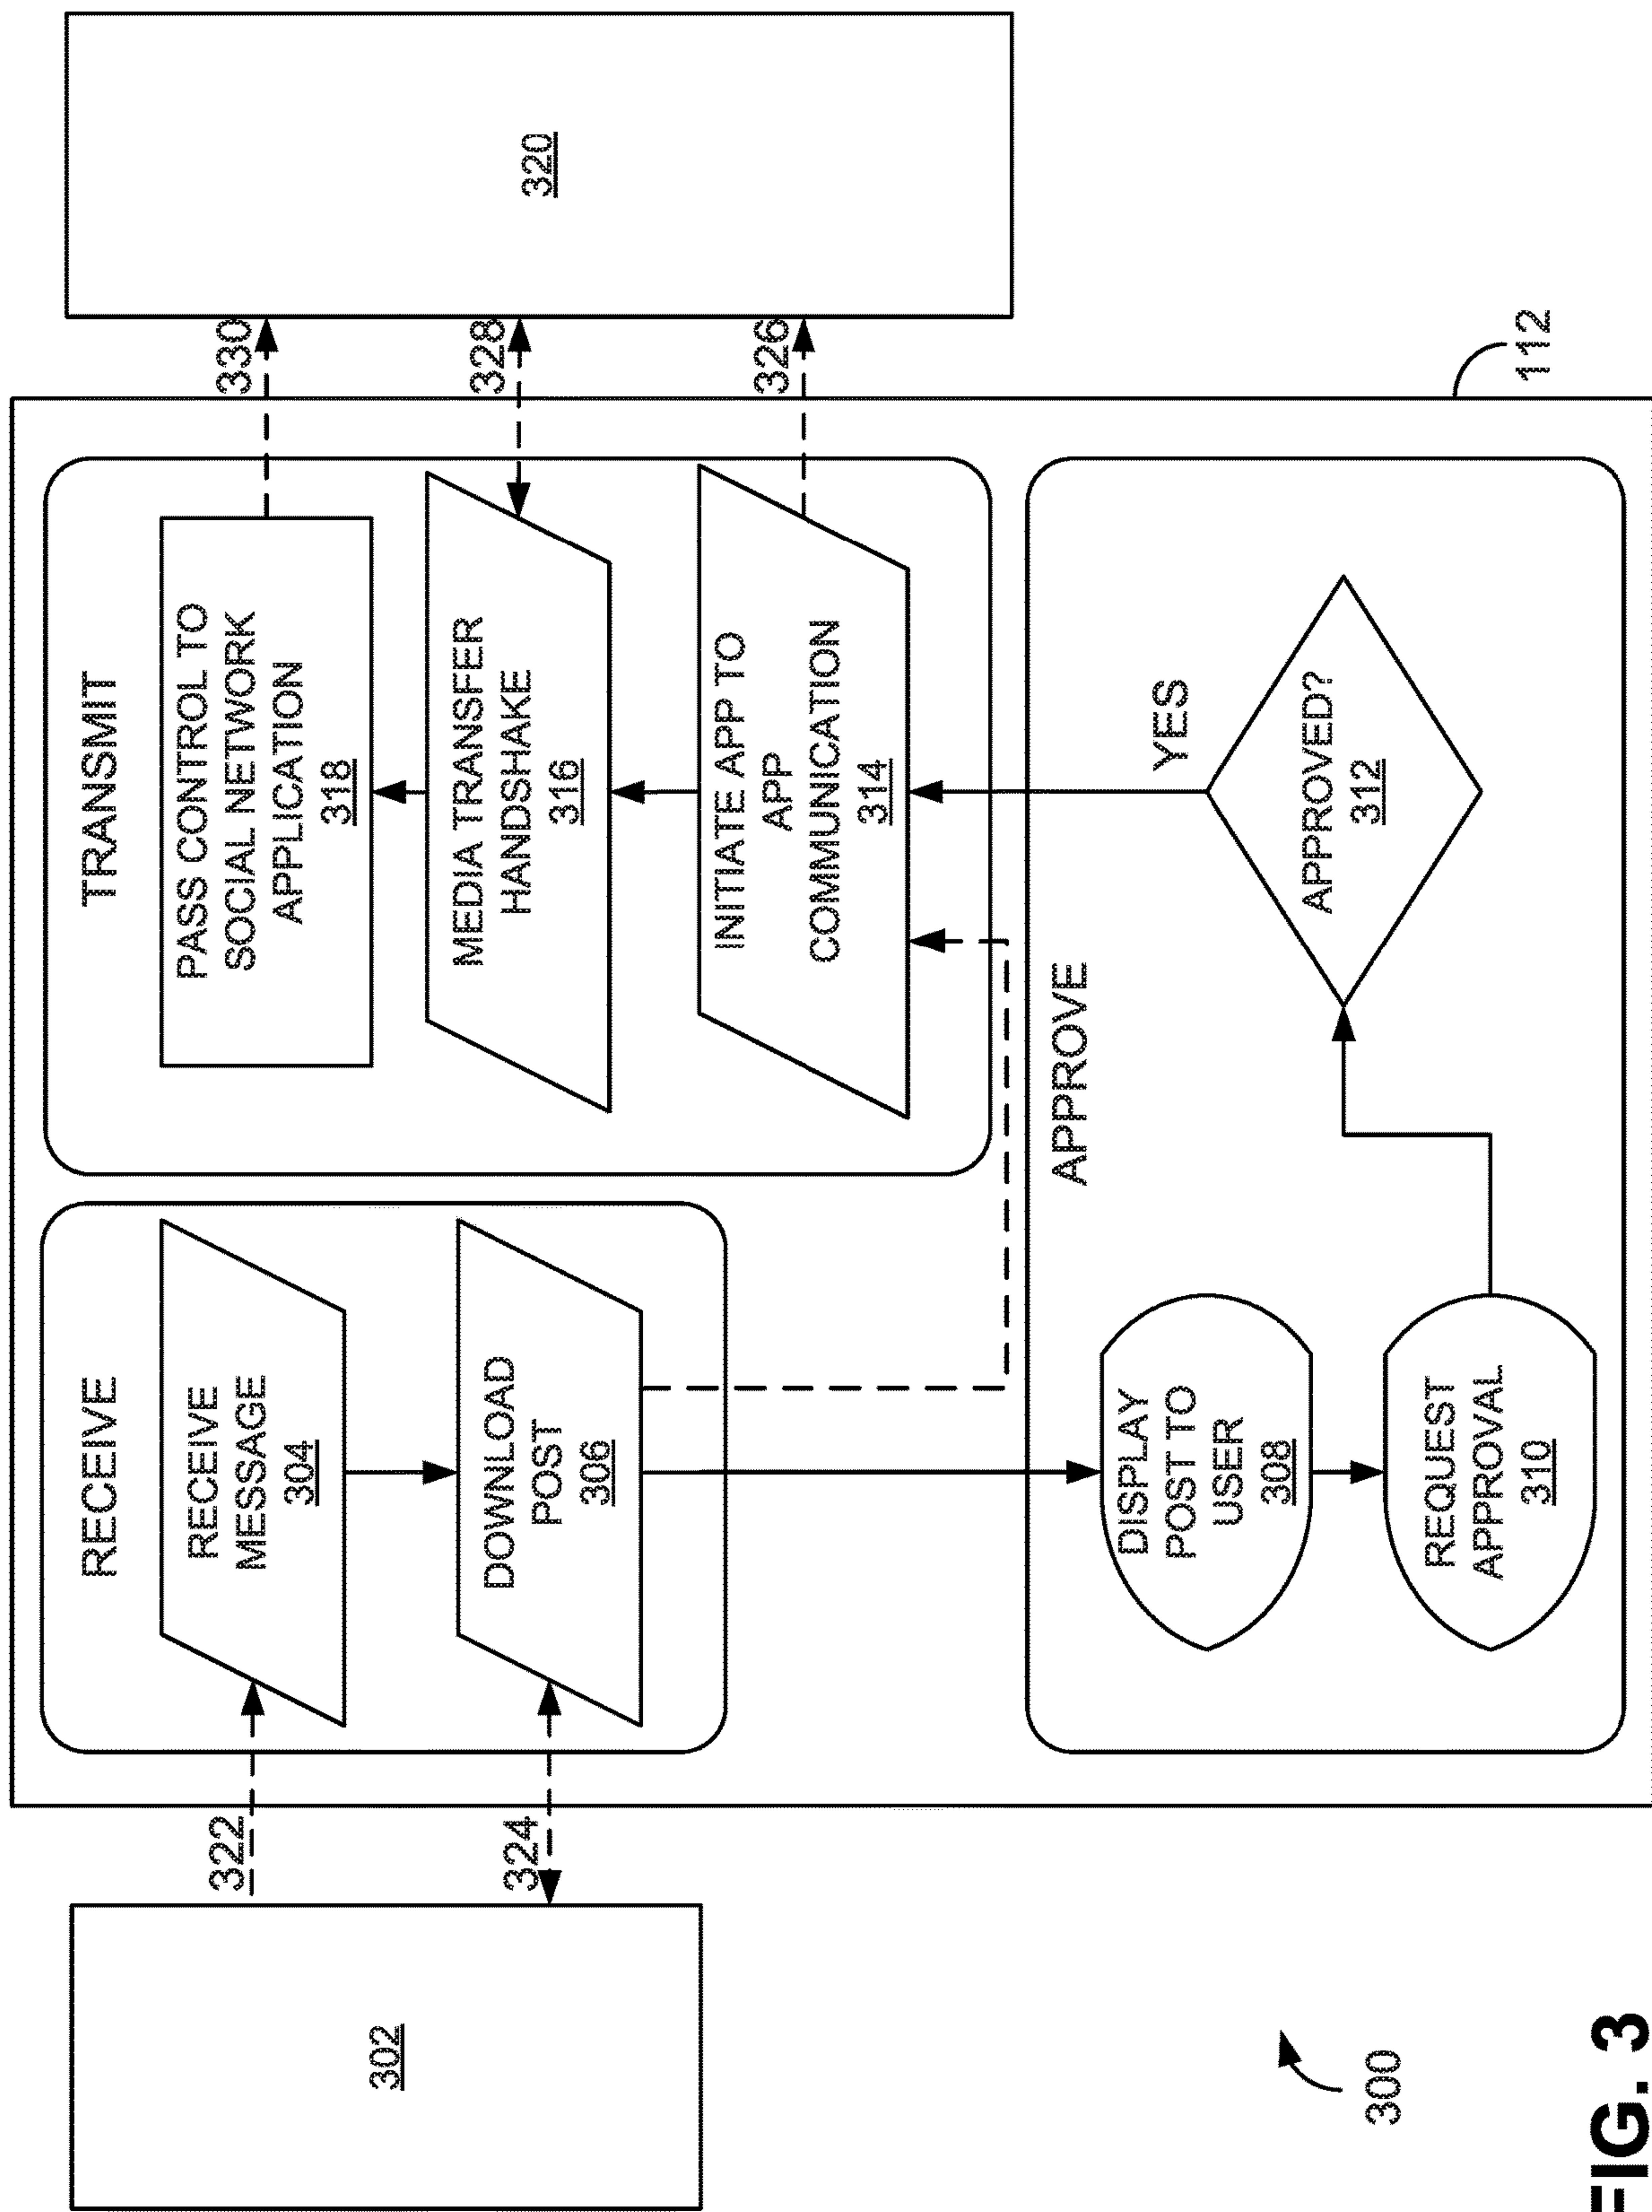 302
322
324
RECEIVE
RECEIVE
MESSAGE
304
DOWNLOAD
POST
306
TRANSMIT
PASS CONTROL TO
SOCIAL NETWORK
APPLICATION
318
MEDIA TRANSFER
HANDSHAKE
316
INITIATE APP TO
APP
COMMUNICATION
314
330
328
326
320
APPROVE
DISPLAY
POST TO
USER
308
REQUEST
APPROVAL
310
APPROVED?
312
YES
112
300
FIG. 3